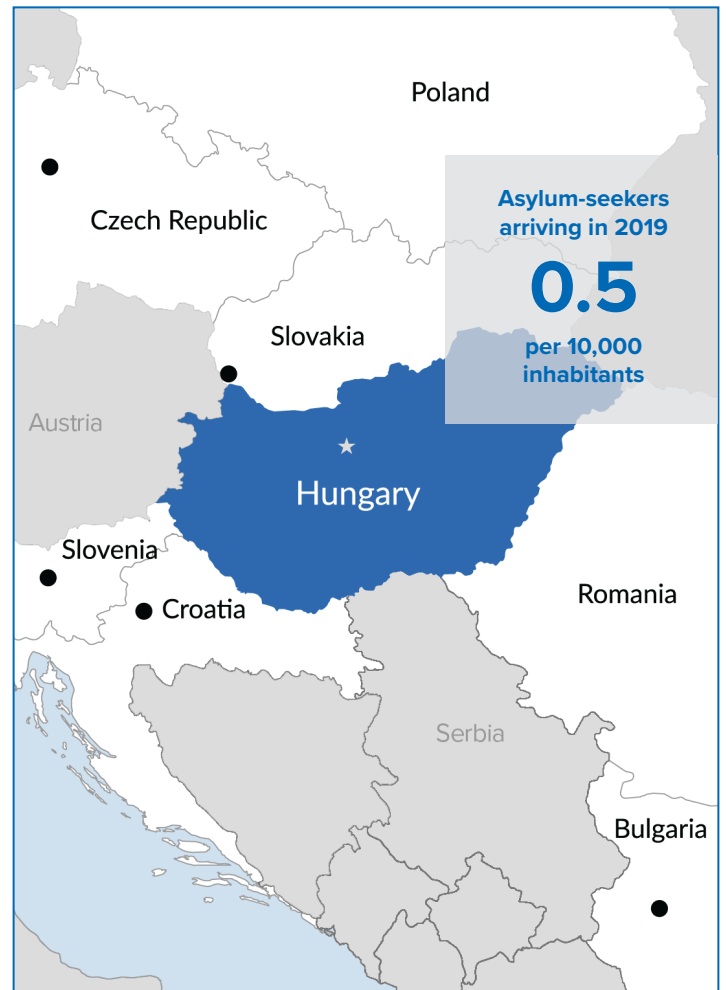 Poland
Asylum-seekers
arriving in 2019
0.5
per 10,000
inhabitants
Czech Republic
Slovakia
Austria
Hungary
Slovenia
Croatia
Romania
Serbia
Bulgaria